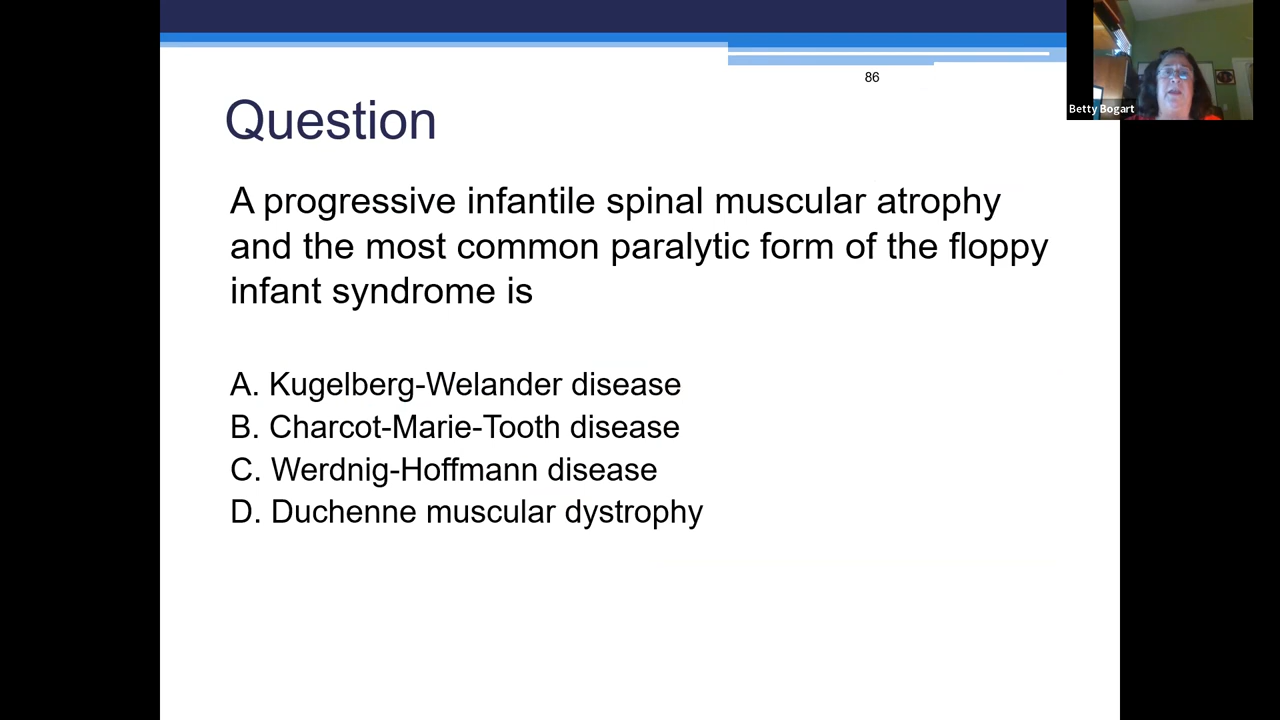 86
Betty Bogart
Question
A progressive infantile spinal muscular atrophy
and the most common paralytic form of the floppy
infant syndrome is
A. Kugelberg-Welander disease
B. Charcot-Marie-Tooth disease
C. Werdnig-Hoffmann disease
D. Duchenne muscular dystrophy